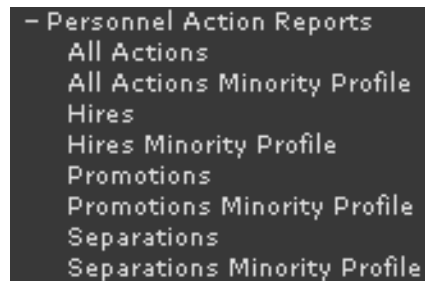 − Personnel Action Reports
All Actions
All Actions Minority Profile
Hires
Hires Minority Profile
Promotions
Promotions Minority Profile
Separations
Separations Minority Profile